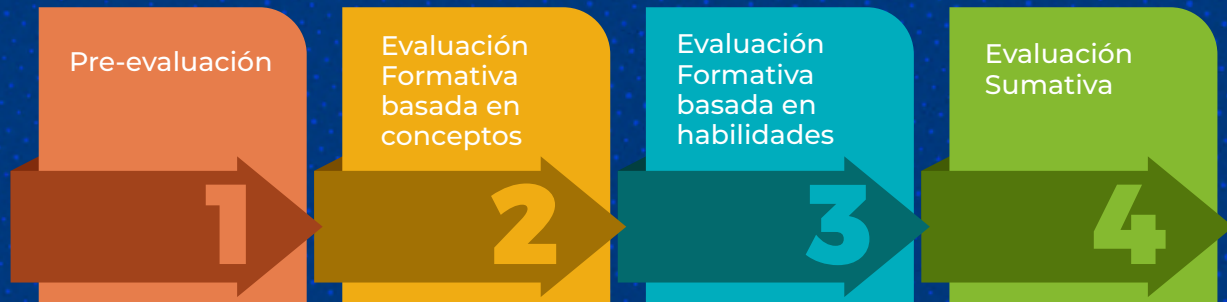 Pre-evaluación
1
Evaluación
Formativa
basada en
conceptos
2
Evaluación
Formativa
basada en
habilidades
3
Evaluación
Sumativa
4